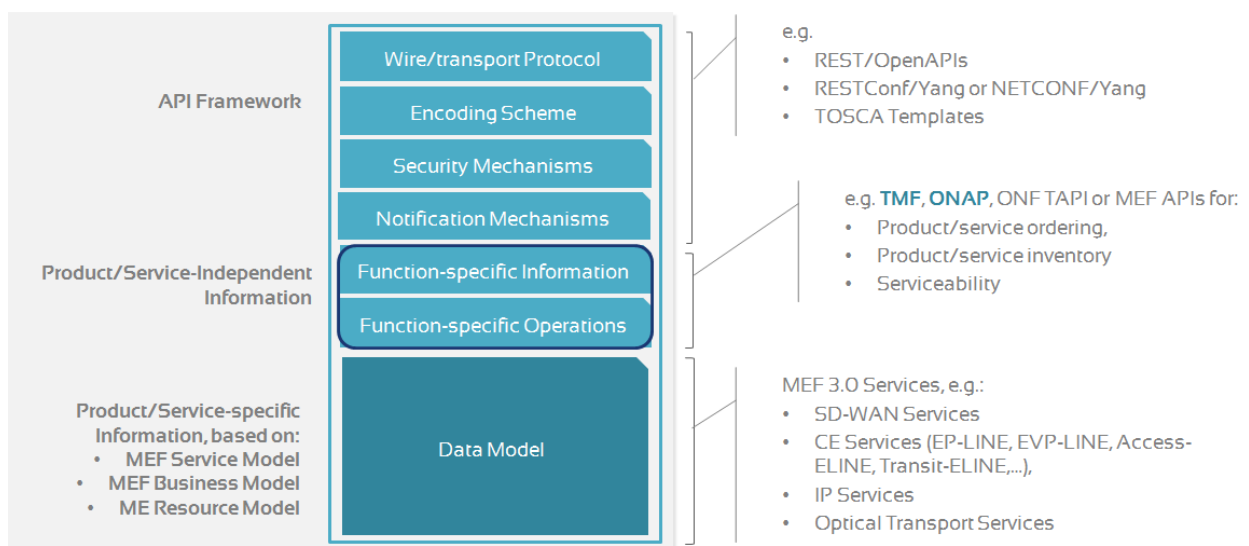 API Framework
Wire/transport Protocol
Encoding Scheme
Security Mechanisms
Notification Mechanisms
e.g.
• REST/OpenAPIs
• RESTConf/Yang or NETCONF/Yang
• TOSCA Templates
Product/Service-Independent
Information
Function-specific Information
Function-specific Operations
e.g. TMF, ONAP, ONF TAPI or MEF APIs for:
• Product/service ordering,
• Product/service inventory
• Serviceability
Product/Service-specific
Information, based on:
• MEF Service Model
• MEF Business Model
• ME Resource Model
Data Model
MEF 3.0 Services, e.g.:
• SD-WAN Services
• CE Services (EP-LINE, EVP-LINE, Access-
ELINE, Transit-ELINE,...),
• IP Services
• Optical Transport Services